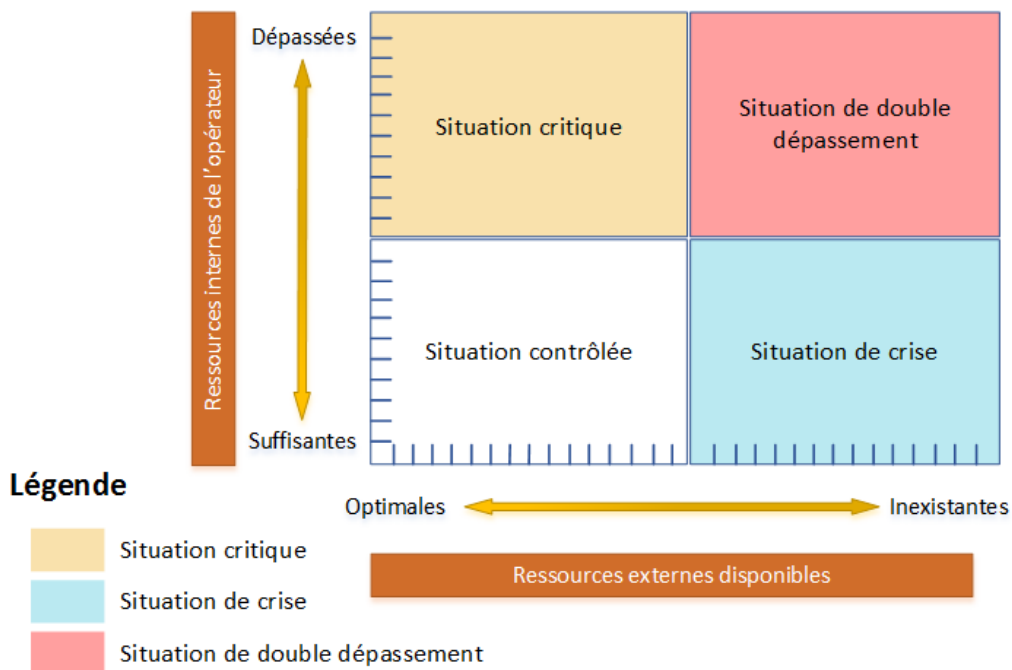 Ressources internes de l'opérateur
Dépassées
Suffisantes
Situation critique
Situation de double
dépassement
Situation contrôlée
Situation de crise
Optimales
Inexistantes
Ressources externes disponibles
Légende
Situation critique
Situation de crise
Situation de double dépassement